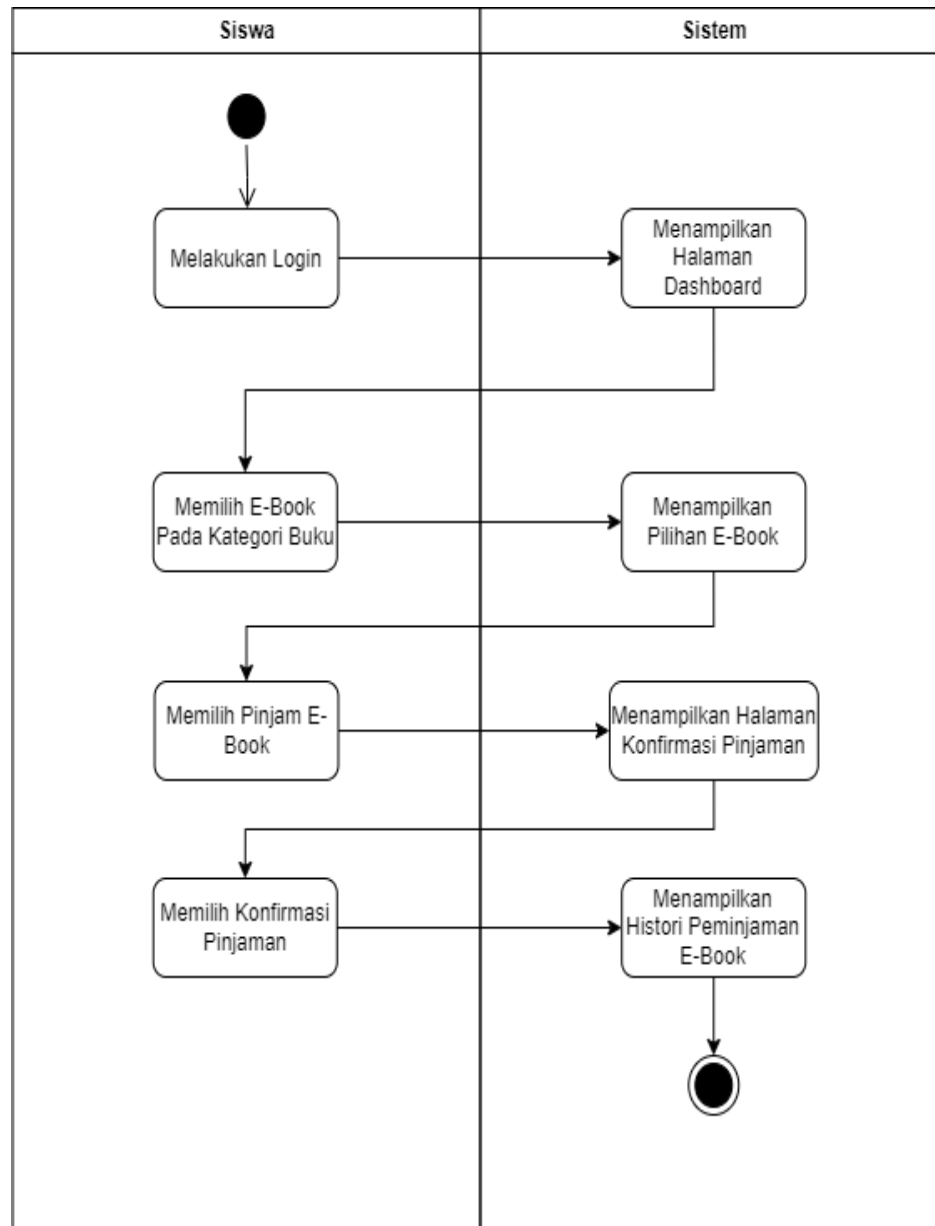 Siswa
Sistem
Melakukan Login
Menampilkan
Halaman
Dashboard
Memilih E-Book
Pada Kategori Buku
Menampilkan
Pilihan E-Book
Memilih Pinjam E-
Book
Menampilkan Halaman
Konfirmasi Pinjaman
Memilih Konfirmasi
Pinjaman
Menampilkan
Histori Peminjaman
E-Book